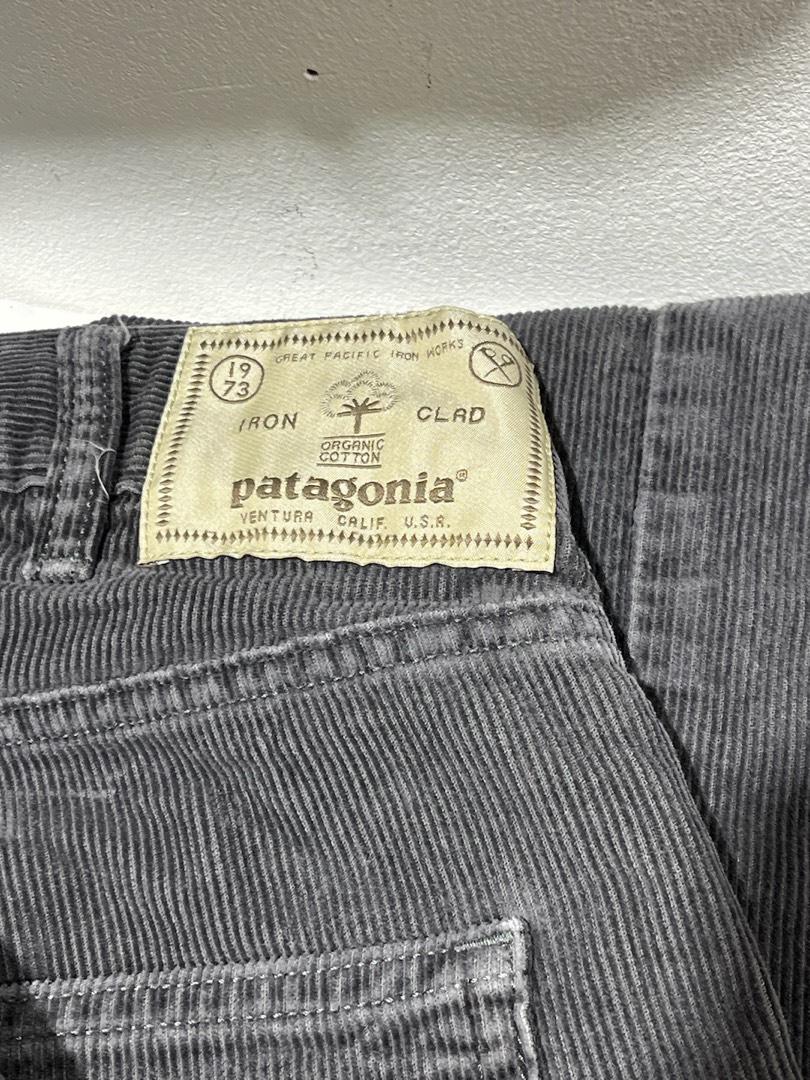 GREAT PACIFIC IRON WORKS
19
73
IRON CLAD
ORGANIC
COTTON
patagonia®
VENTURA CALIF. U.S.A.